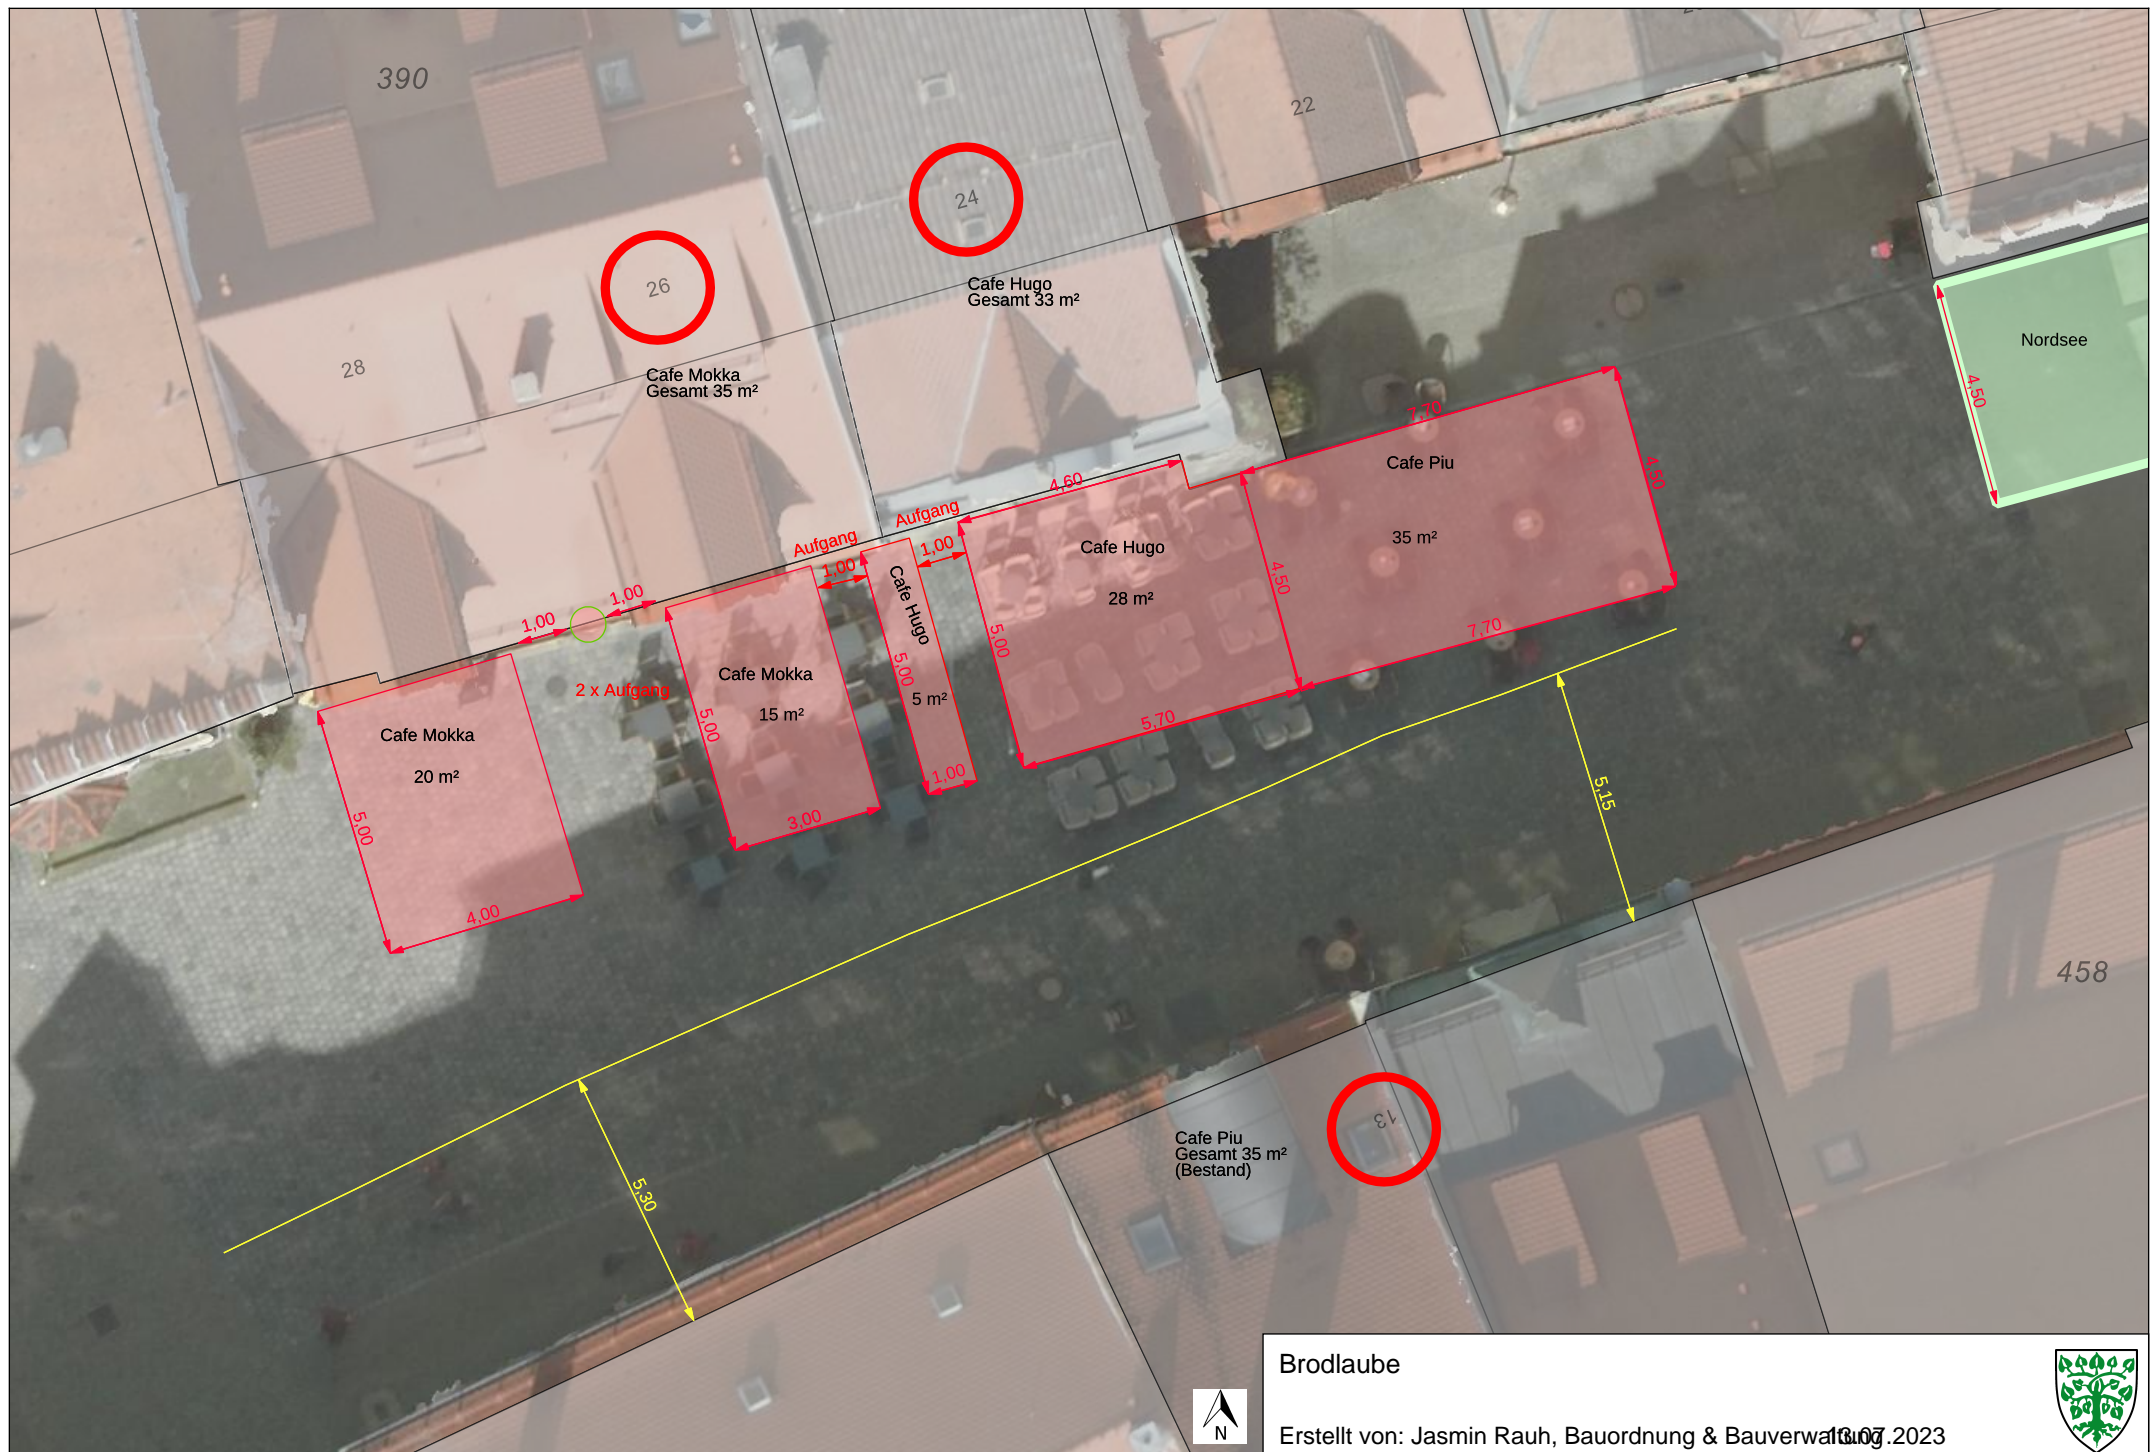 390
22
24
26
28
Cafe Hugo
Gesamt 33 m²
Cafe Mokka
Gesamt 35 m²
Nordsee
4,50
7,70
Cafe Piu
35 m²
4,50
4,60
Aufgang
Aufgang
1,00
1,00
Cafe Hugo
28 m²
4,50
5,00
5,70
7,70
Cafe Hugo
5,00
5 m²
1,00
1,00
1,00
2 x Aufgang
Cafe Mokka
15 m²
5,00
3,00
Cafe Mokka
20 m²
5,00
4,00
5,15
5,30
458
13
Cafe Piu
Gesamt 35 m²
(Bestand)
N
Brodlaube
Erstellt von: Jasmin Rauh, Bauordnung & Bauverwaltung 13.07.2023